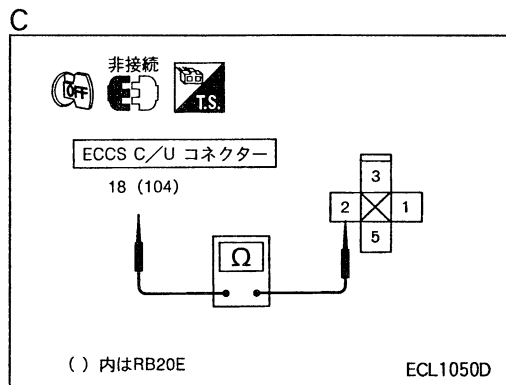 C
非接続
OFF
T.S.
ECCS C/U コネクター
18 (104)
3
2
1
5
Ω
( ) 内はRB20E
ECL1050D